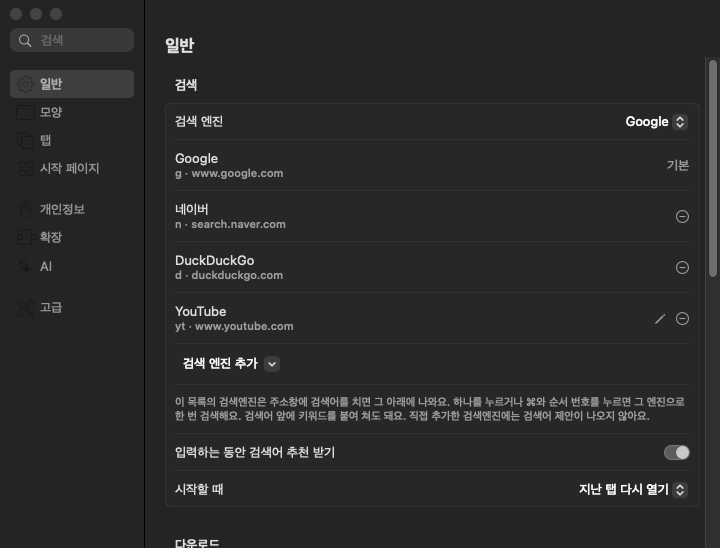 검색
일반
모양
탭
시작 페이지
개인정보
확장
AI
고급
일반
검색
검색 엔진
Google
Google
g · www.google.com
기본
네이버
n · search.naver.com
DuckDuckGo
d · duckduckgo.com
YouTube
yt · www.youtube.com
검색 엔진 추가
이 목록의 검색엔진은 주소창에 검색어를 치면 그 아래에 나와요. 하나를 누르거나 ⌘와 순서 번호를 누르면 그 엔진으로
한 번 검색해요. 검색어 앞에 키워드를 붙여 쳐도 돼요. 직접 추가한 검색엔진에는 검색어 제안이 나오지 않아요.
입력하는 동안 검색어 추천 받기
시작할 때
지난 탭 다시 열기
다운로드